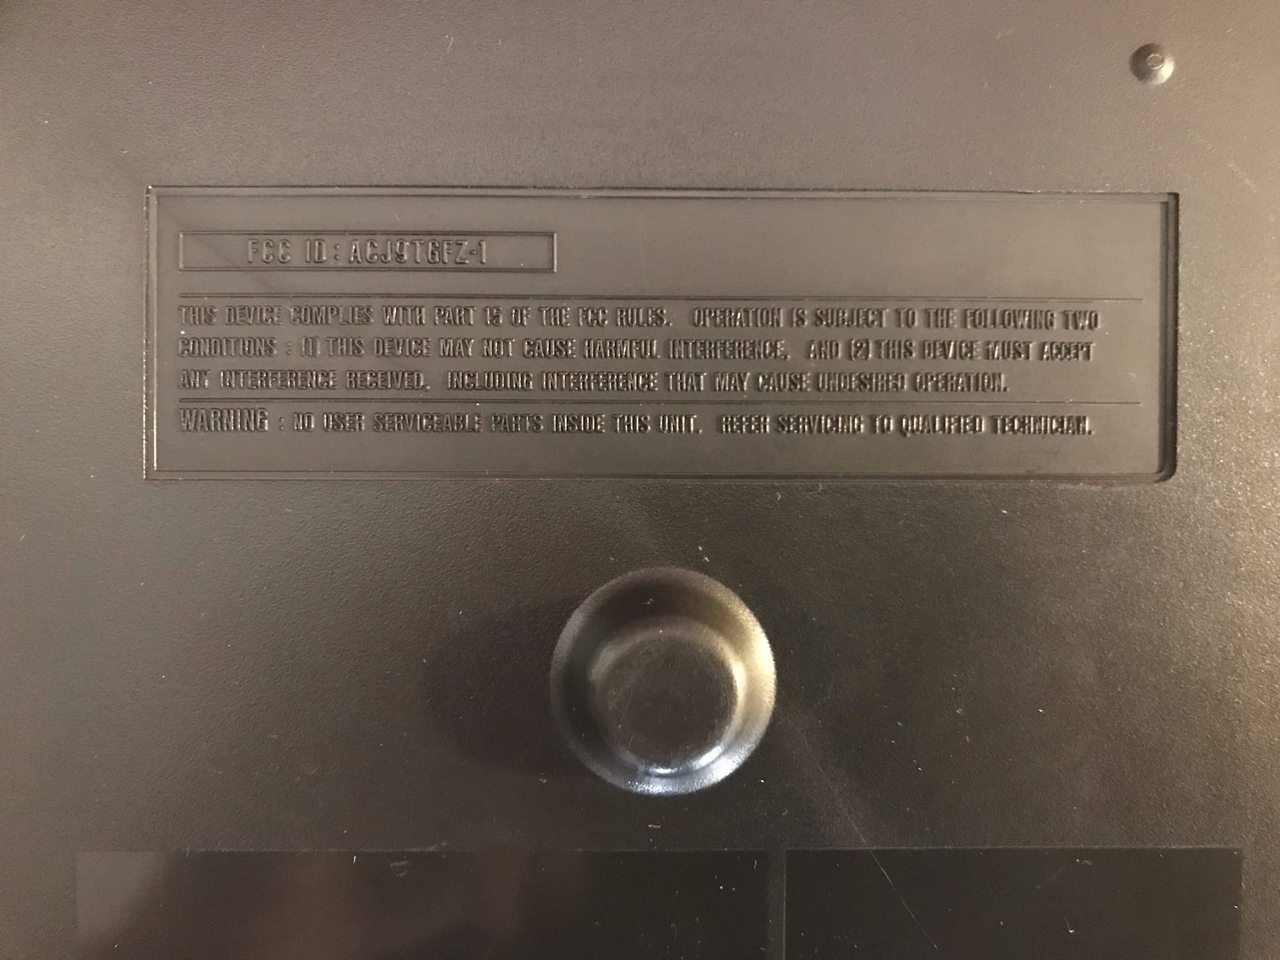 FCC ID : ACJ9TGFZ-1
THIS DEVICE COMPLIES WITH PART 15 OF THE FCC RULES. OPERATION IS SUBJECT TO THE FOLLOWING TWO
CONDITIONS : (1) THIS DEVICE MAY NOT CAUSE HARMFUL INTERFERENCE, AND (2) THIS DEVICE MUST ACCEPT
ANY INTERFERENCE RECEIVED, INCLUDING INTERFERENCE THAT MAY CAUSE UNDESIRED OPERATION.
WARNING : NO USER SERVICEABLE PARTS INSIDE THIS UNIT. REFER SERVICING TO QUALIFIED TECHNICIAN.